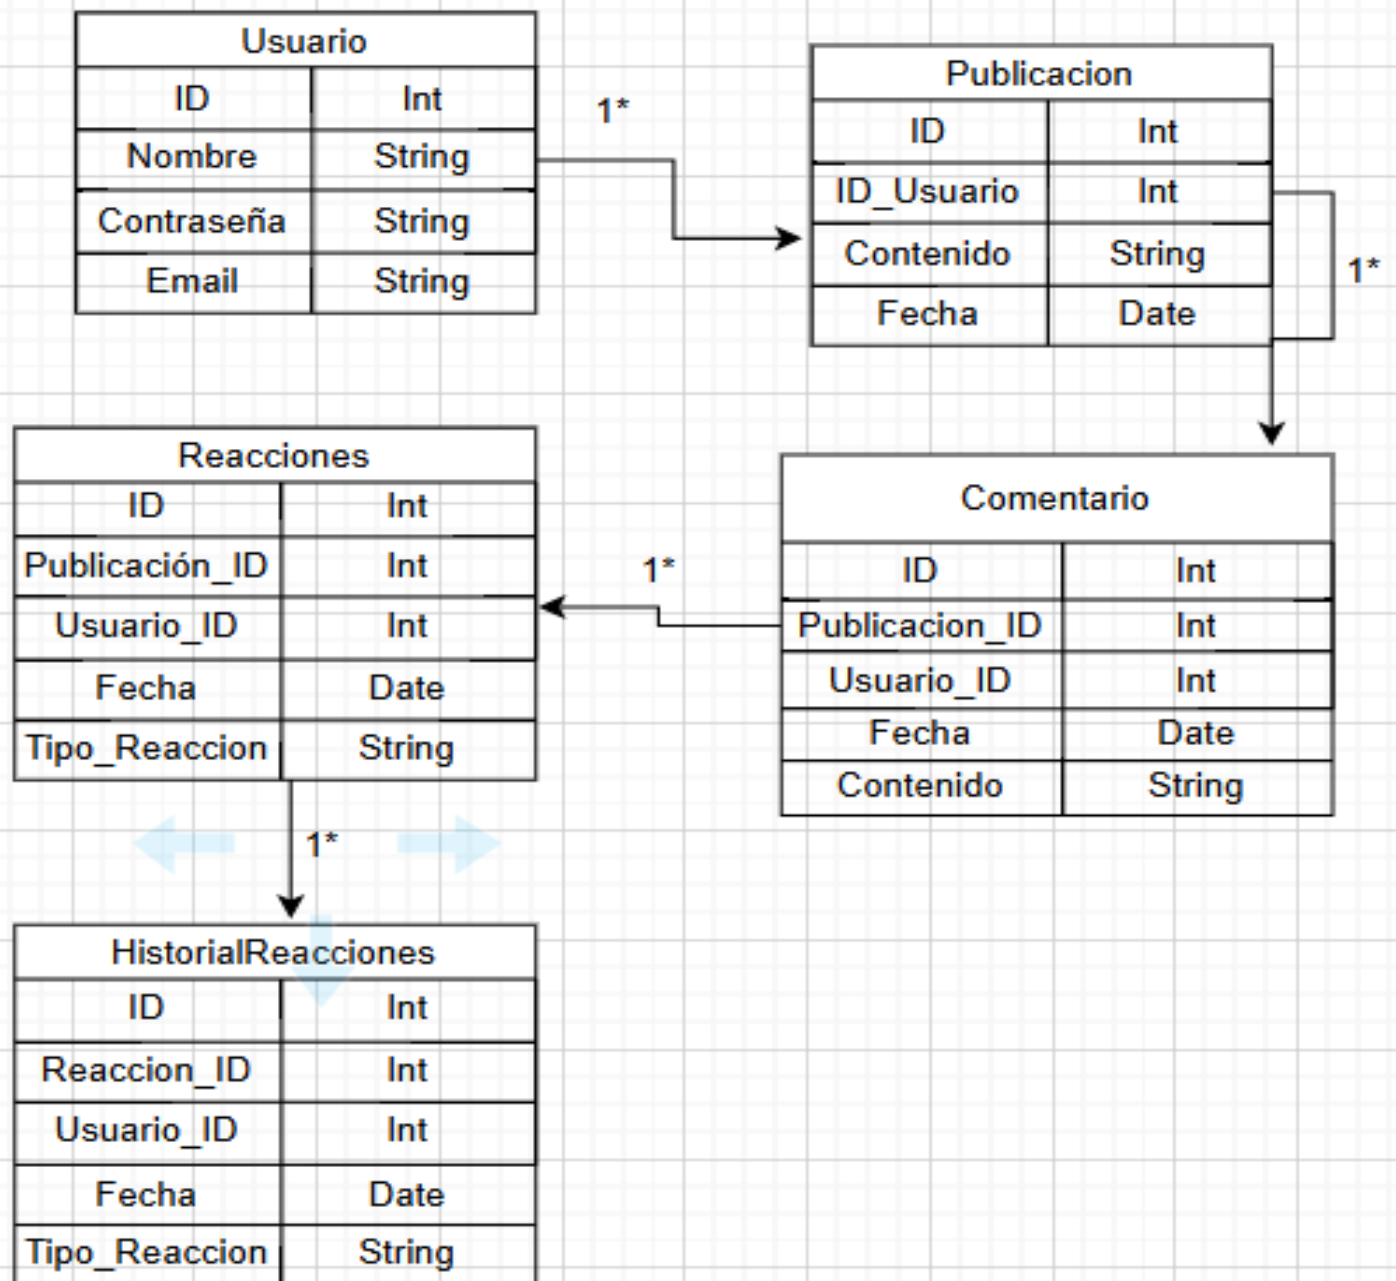 Usuario
ID Int
Nombre String
Contraseña String
Email String
1*
Publicacion
ID Int
ID_Usuario Int
Contenido String
Fecha Date
1*
Reacciones
ID Int
Publicación_ID Int
Usuario_ID Int
Fecha Date
Tipo_Reaccion String
1*
Comentario
ID Int
Publicacion_ID Int
Usuario_ID Int
Fecha Date
Contenido String
1*
HistorialReacciones
ID Int
Reaccion_ID Int
Usuario_ID Int
Fecha Date
Tipo_Reaccion String